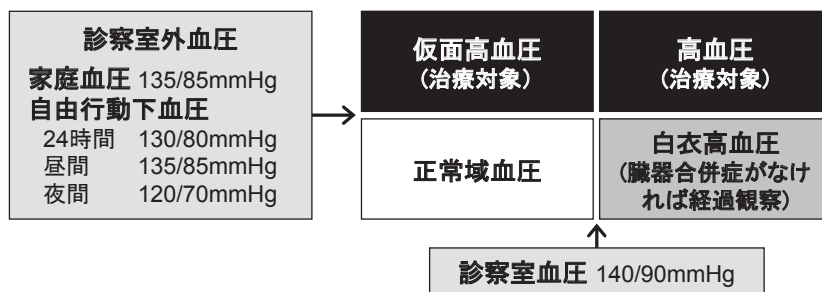 診察室外血圧
家庭血圧 135/85mmHg
自由行動下血圧
24時間 130/80mmHg
昼間 135/85mmHg
夜間 120/70mmHg
仮面高血圧
(治療対象)
高血圧
(治療対象)
正常域血圧
白衣高血圧
(臓器合併症がなけ
れば経過観察)
診察室血圧 140/90mmHg